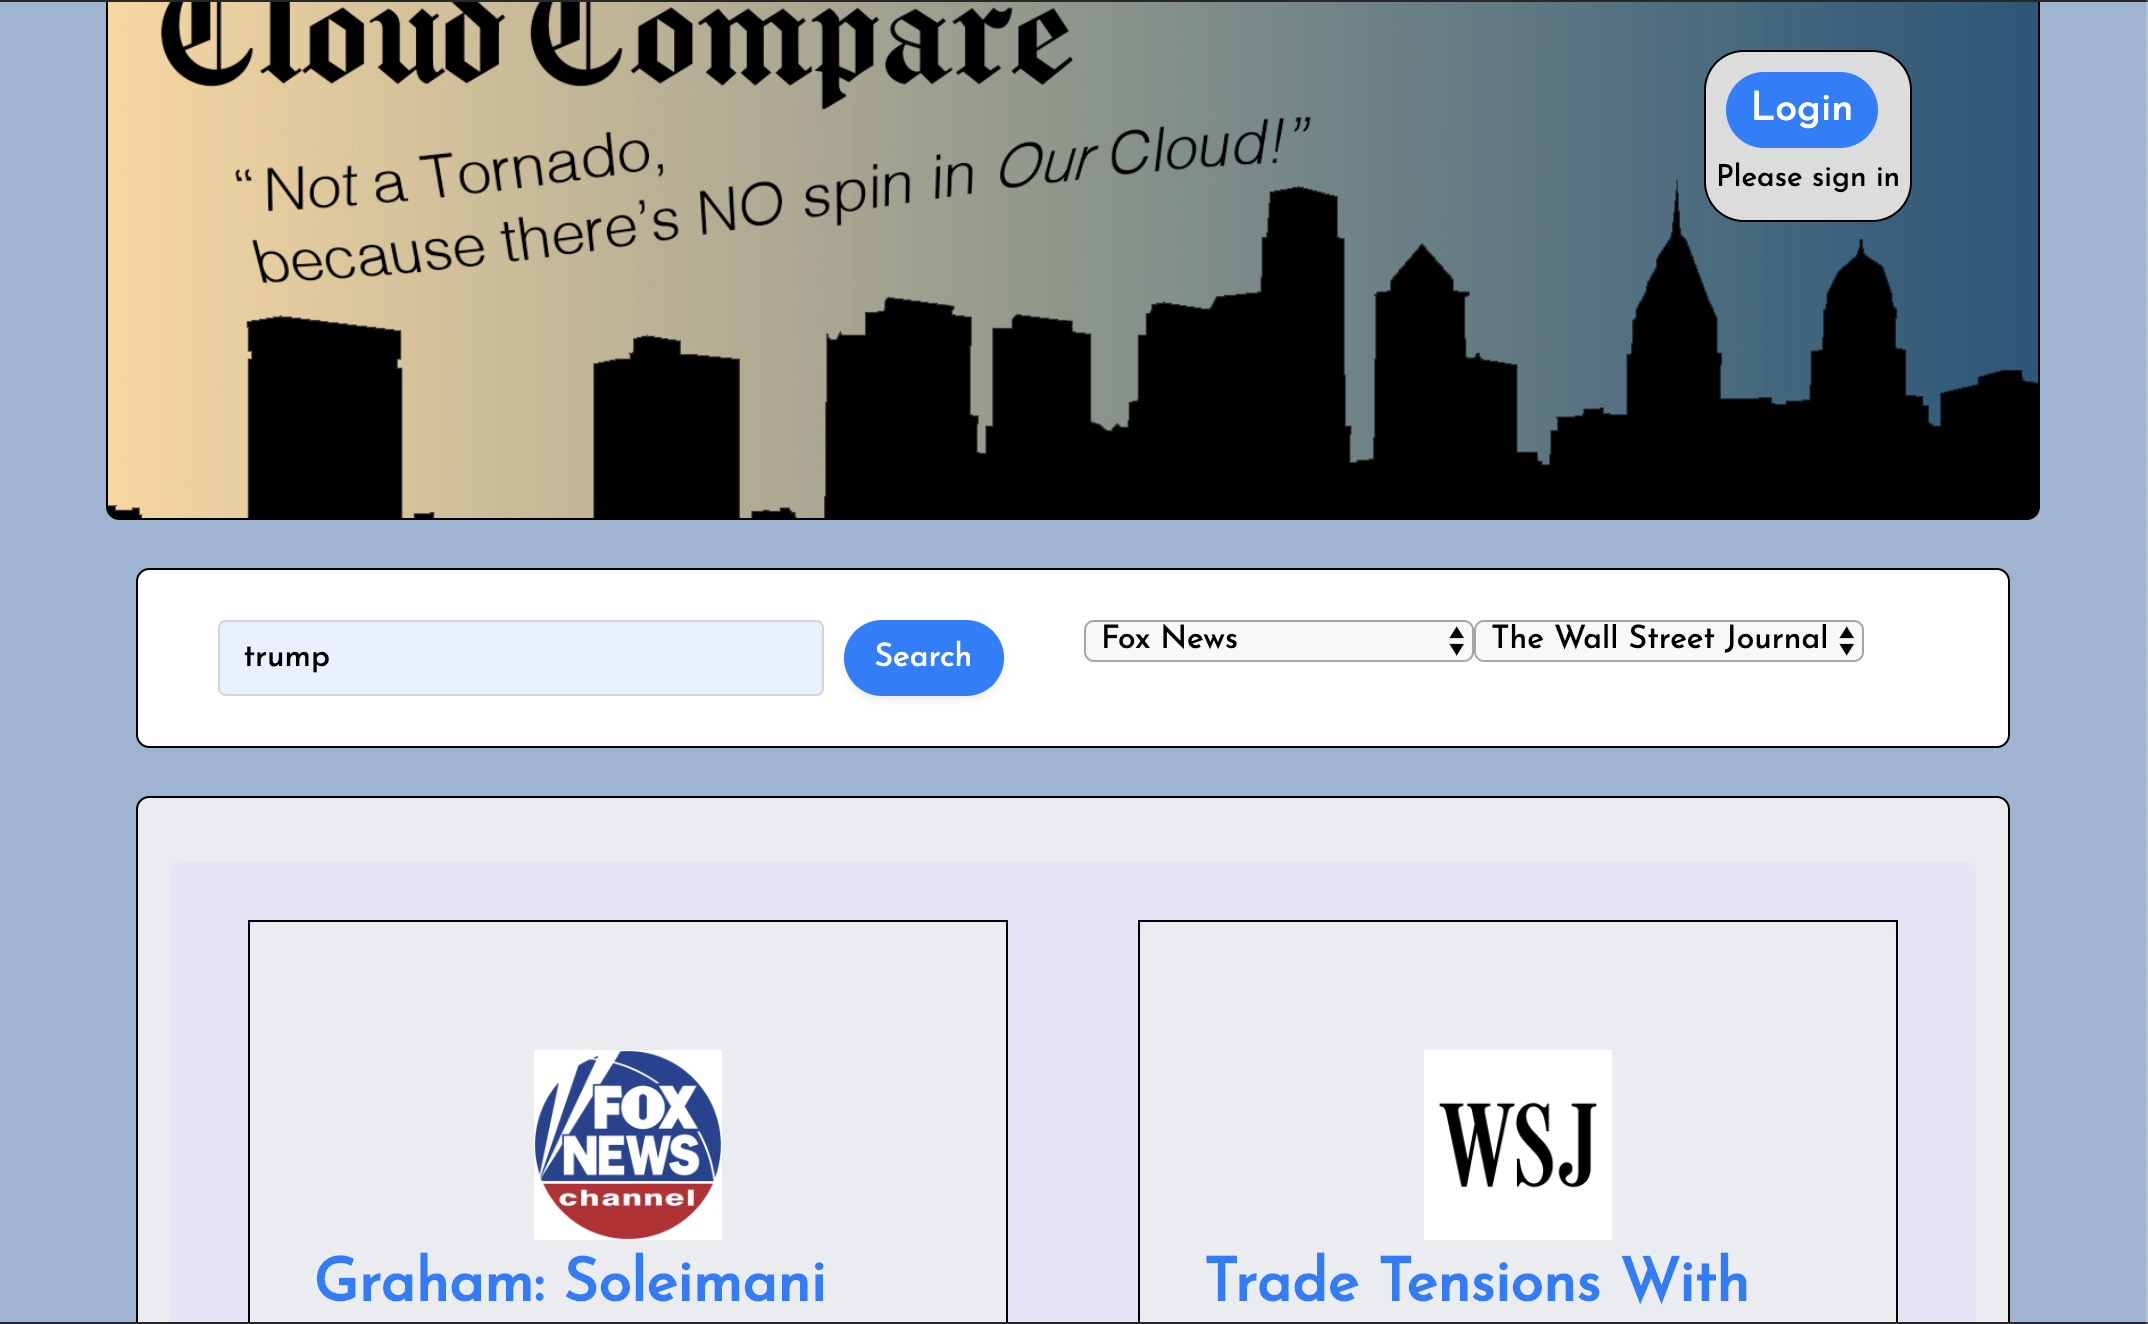 Cloud Compare
Login
Please sign in
“Not a Tornado,
because there’s NO spin in Our Cloud!”
trump
Search
Fox News
The Wall Street Journal
FOX
NEWS
channel
Graham: Soleimani
WSJ
Trade Tensions With